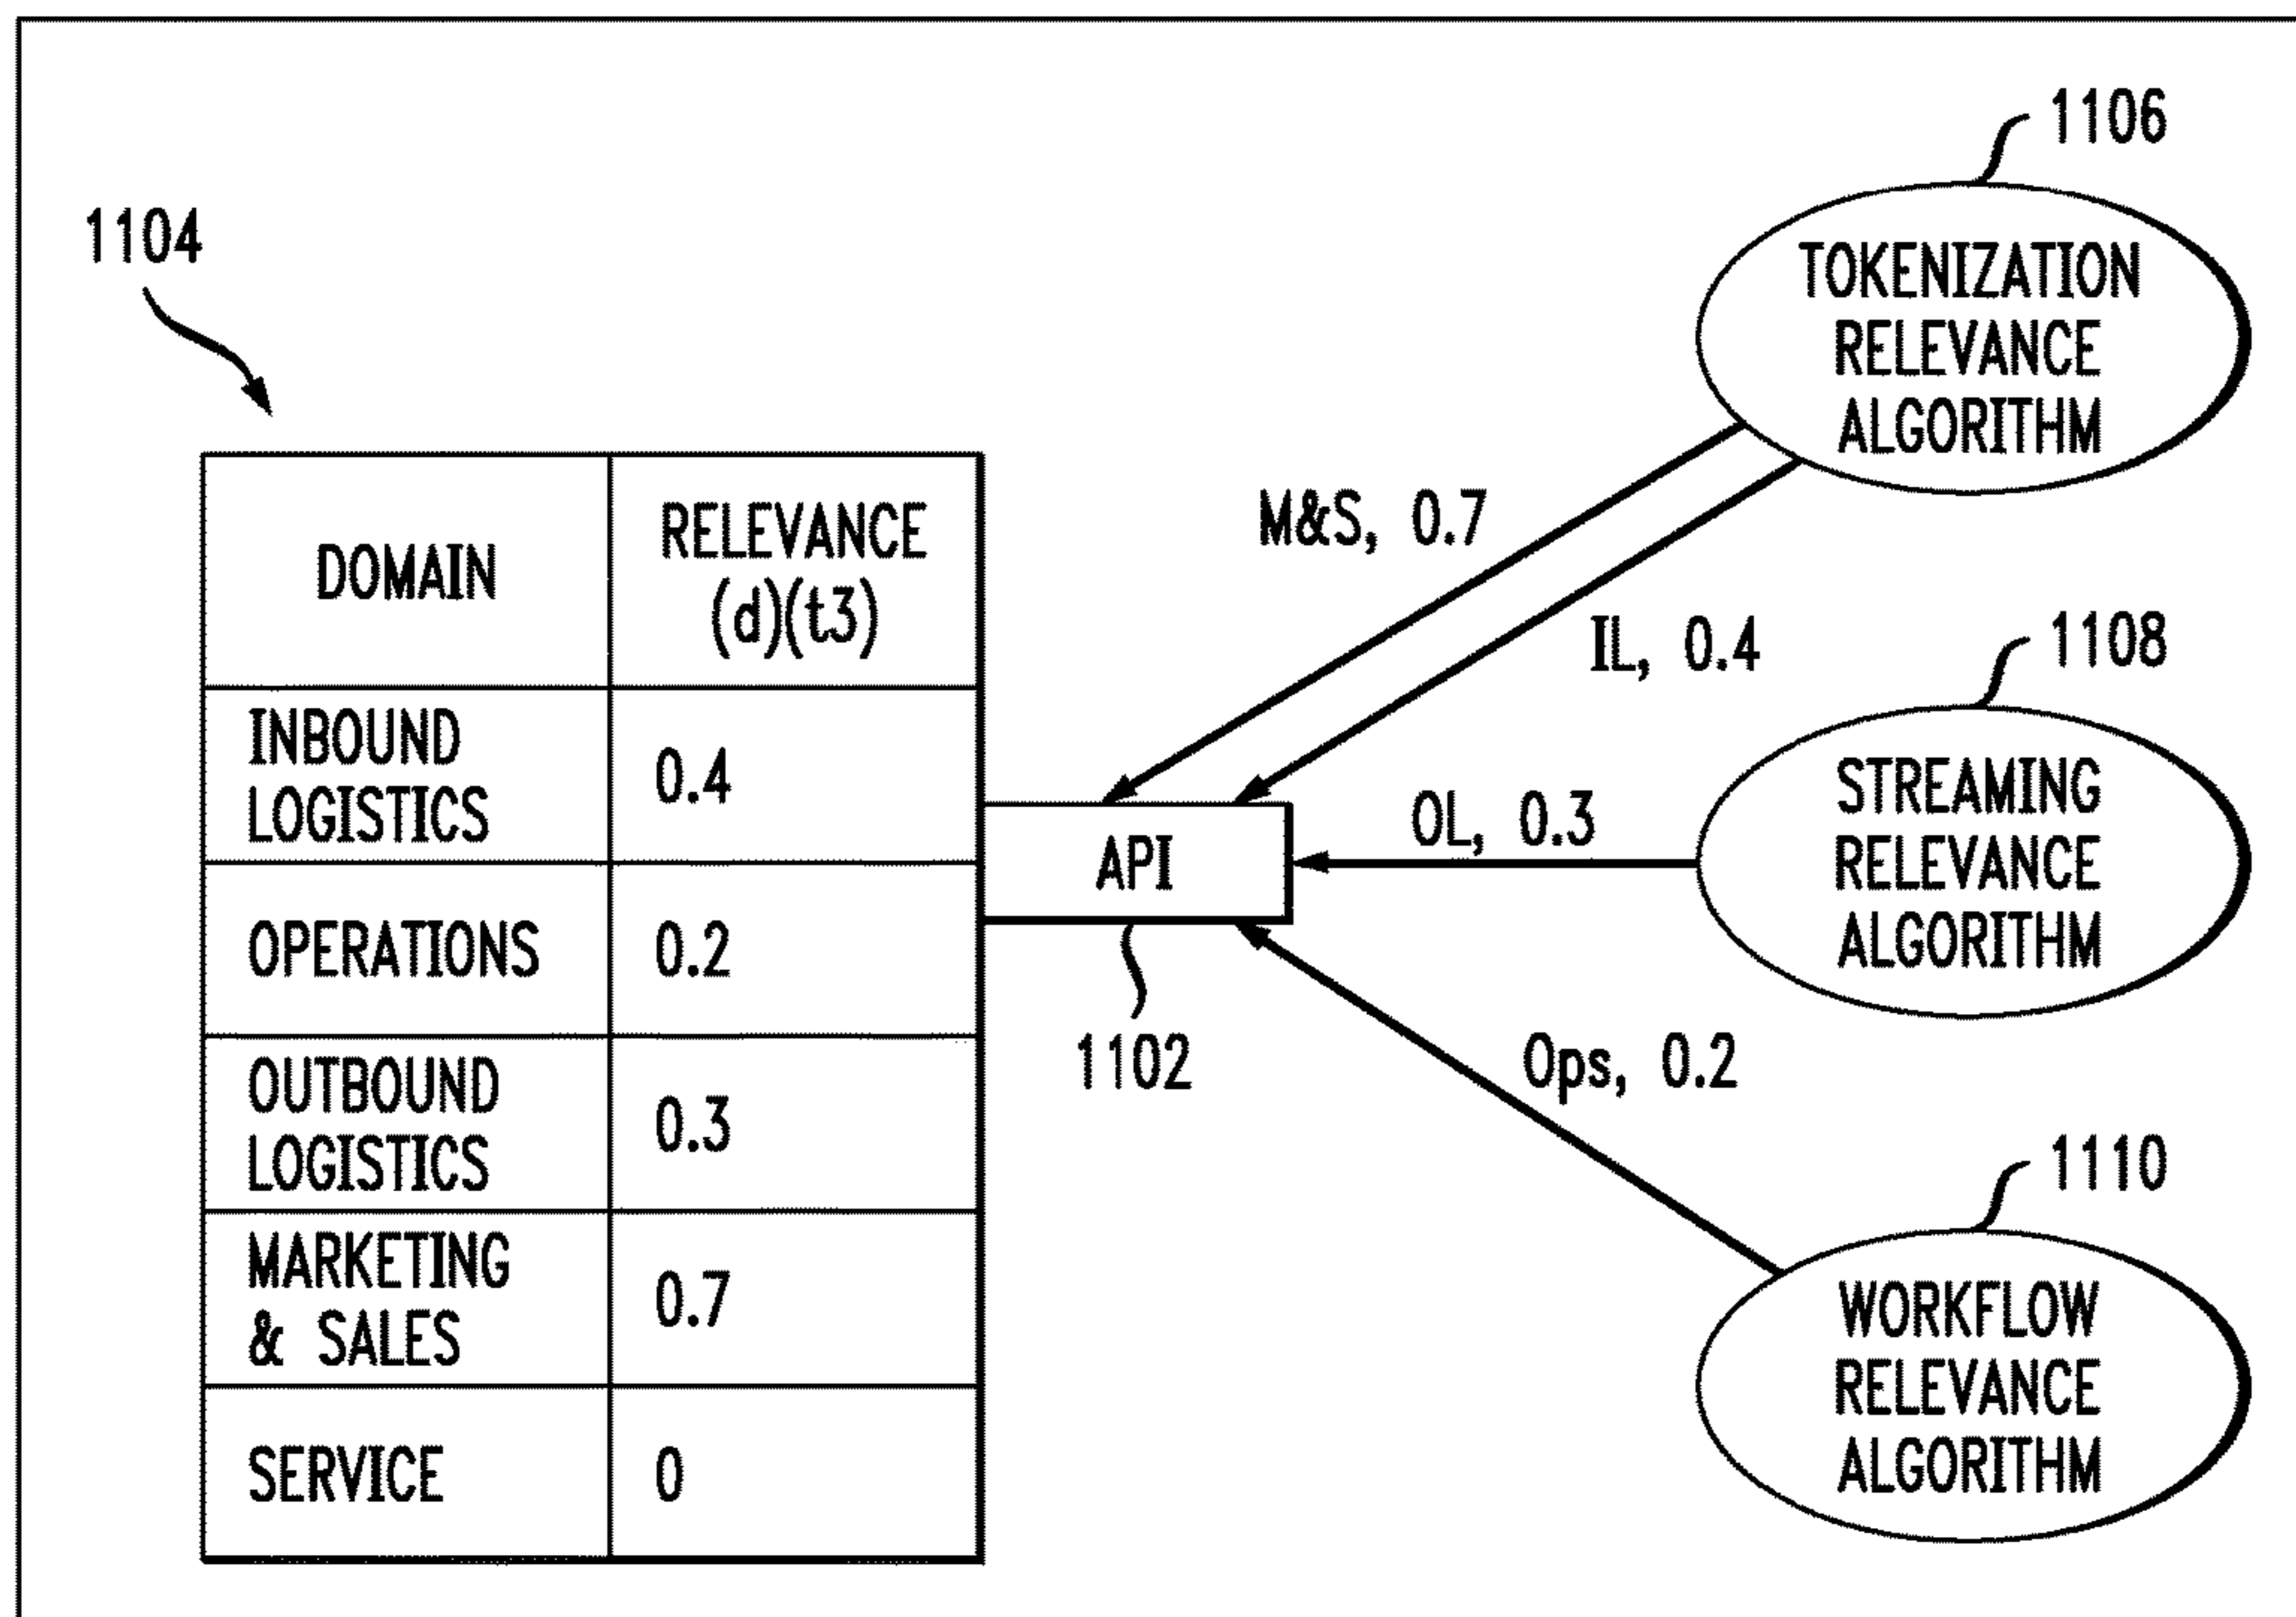 1104
DOMAIN
RELEVANCE
(d)(t3)
INBOUND
LOGISTICS
0.4
OPERATIONS
0.2
OUTBOUND
LOGISTICS
0.3
MARKETING
& SALES
0.7
SERVICE
0
API
1102
M&S, 0.7
IL, 0.4
OL, 0.3
Ops, 0.2
1106
TOKENIZATION
RELEVANCE
ALGORITHM
1108
STREAMING
RELEVANCE
ALGORITHM
1110
WORKFLOW
RELEVANCE
ALGORITHM